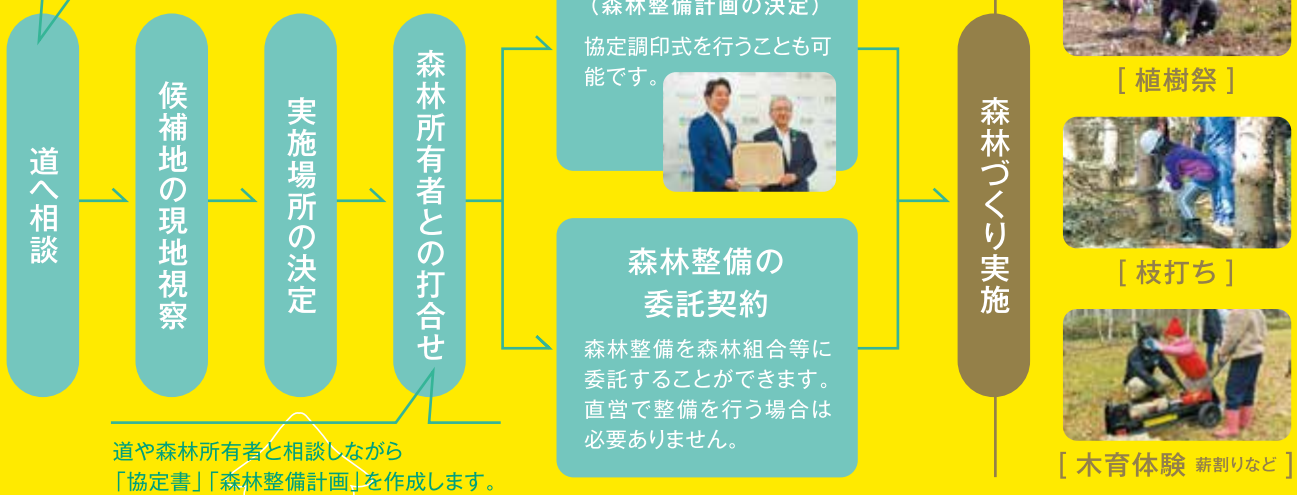 道へ相談
候補地の現地視察
実施場所の決定
森林所有者との打合せ
道や森林所有者と相談しながら
「協定書」「森林整備計画」を作成します。
（森林整備計画の決定）
協定調印式を行うことも可
能です。
森林整備の
委託契約
森林整備を森林組合等に
委託することができます。
直営で整備を行う場合は
必要ありません。
森林づくり実施
[ 植樹祭 ]
[ 枝打ち ]
[ 木育体験 薪割りなど ]